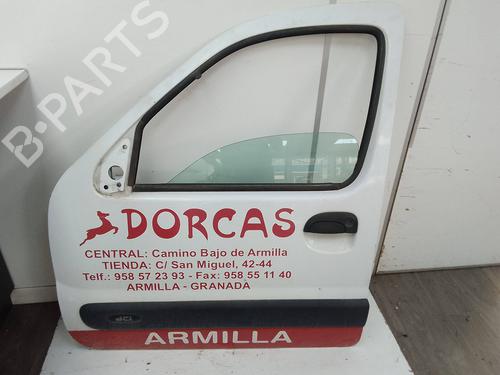 B-PARTS
DORCAS
CENTRAL: Camino Bajo de Armilla
TIENDA: C/ San Miguel, 42-44
Telf.: 958 57 23 93 - Fax: 958 55 11 40
ARMILLA - GRANADA
dCi
ARMILLA